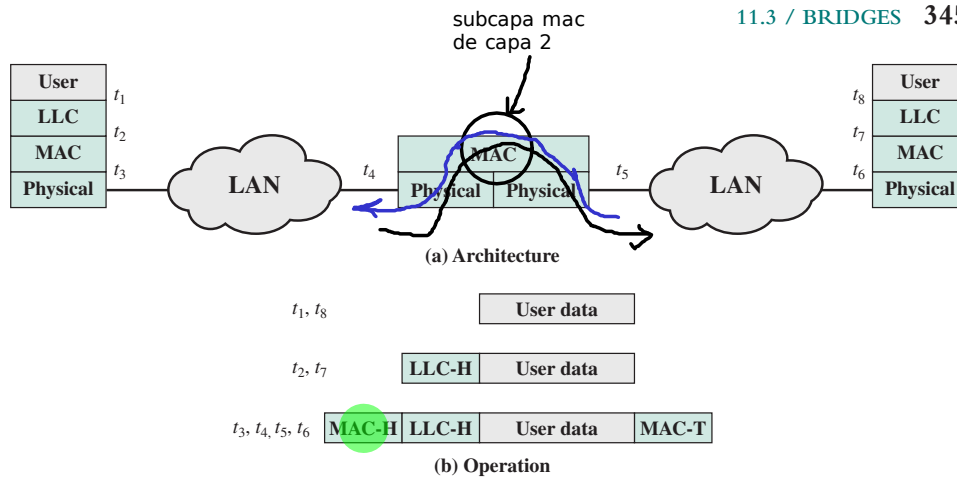 11.3 / BRIDGES 345
subcapa mac
de capa 2
User
LLC
MAC
Physical
t1
t2
t3
LAN
t4
MAC
Physical Physical
t5
LAN
t8
t7
t6
User
LLC
MAC
Physical
(a) Architecture
t1, t8 User data
t2, t7 LLC-H User data
t3, t4, t5, t6 MAC-H LLC-H User data MAC-T
(b) Operation